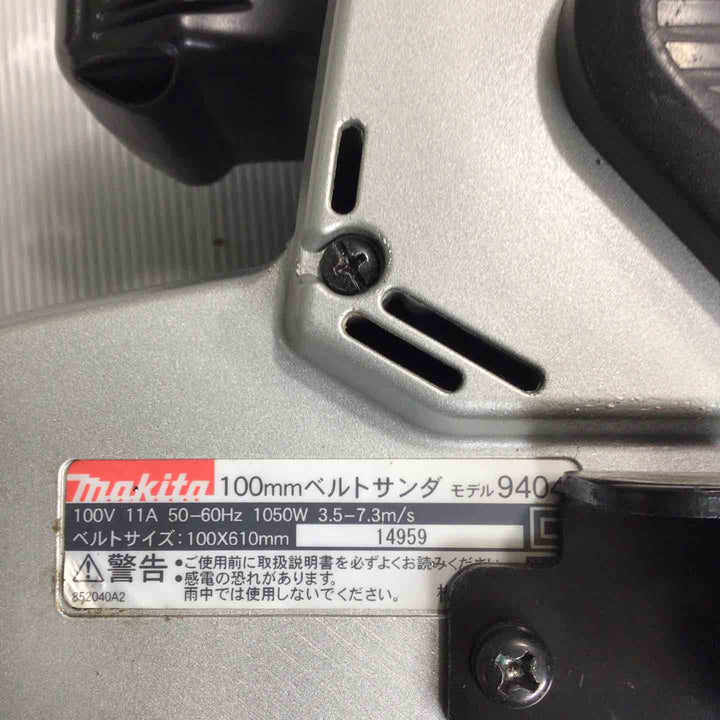 makita 100mmベルトサンダ モデル 9404
100V 11A 50-60Hz 1050W 3.5-7.3m/s
ベルトサイズ:100X610mm 14959
警告 •ご使用前に取扱説明書を必ずよくお読みください
•感電の恐れがあります。
雨中では使用しないでください。
852040A2